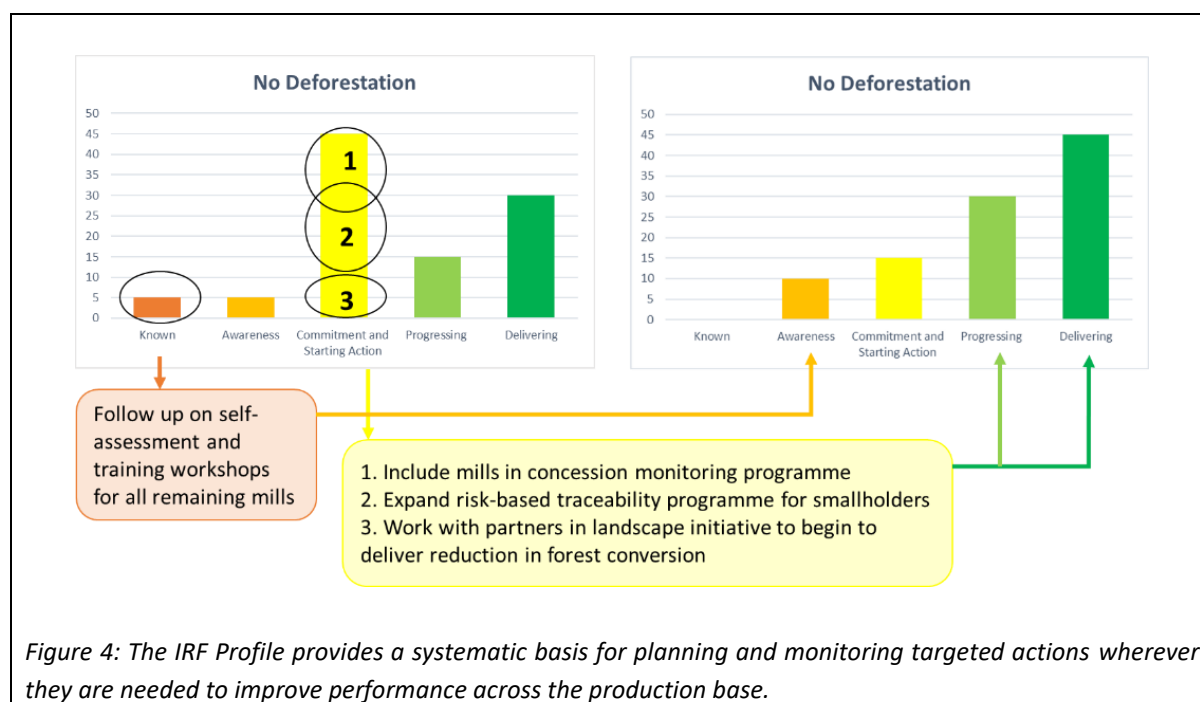 No Deforestation
50
45
40
35
30
25
20
15
10
5
0
1
2
3
Known
Awareness
Commitment and
Starting Action
Progressing
Delivering
No Deforestation
50
45
40
35
30
25
20
15
10
5
0
Known
Awareness
Commitment and
Starting Action
Progressing
Delivering
Follow up on self-
assessment and
training workshops
for all remaining mills
1. Include mills in concession monitoring programme
2. Expand risk-based traceability programme for smallholders
3. Work with partners in landscape initiative to begin to
deliver reduction in forest conversion
Figure 4: The IRF Profile provides a systematic basis for planning and monitoring targeted actions wherever
they are needed to improve performance across the production base.